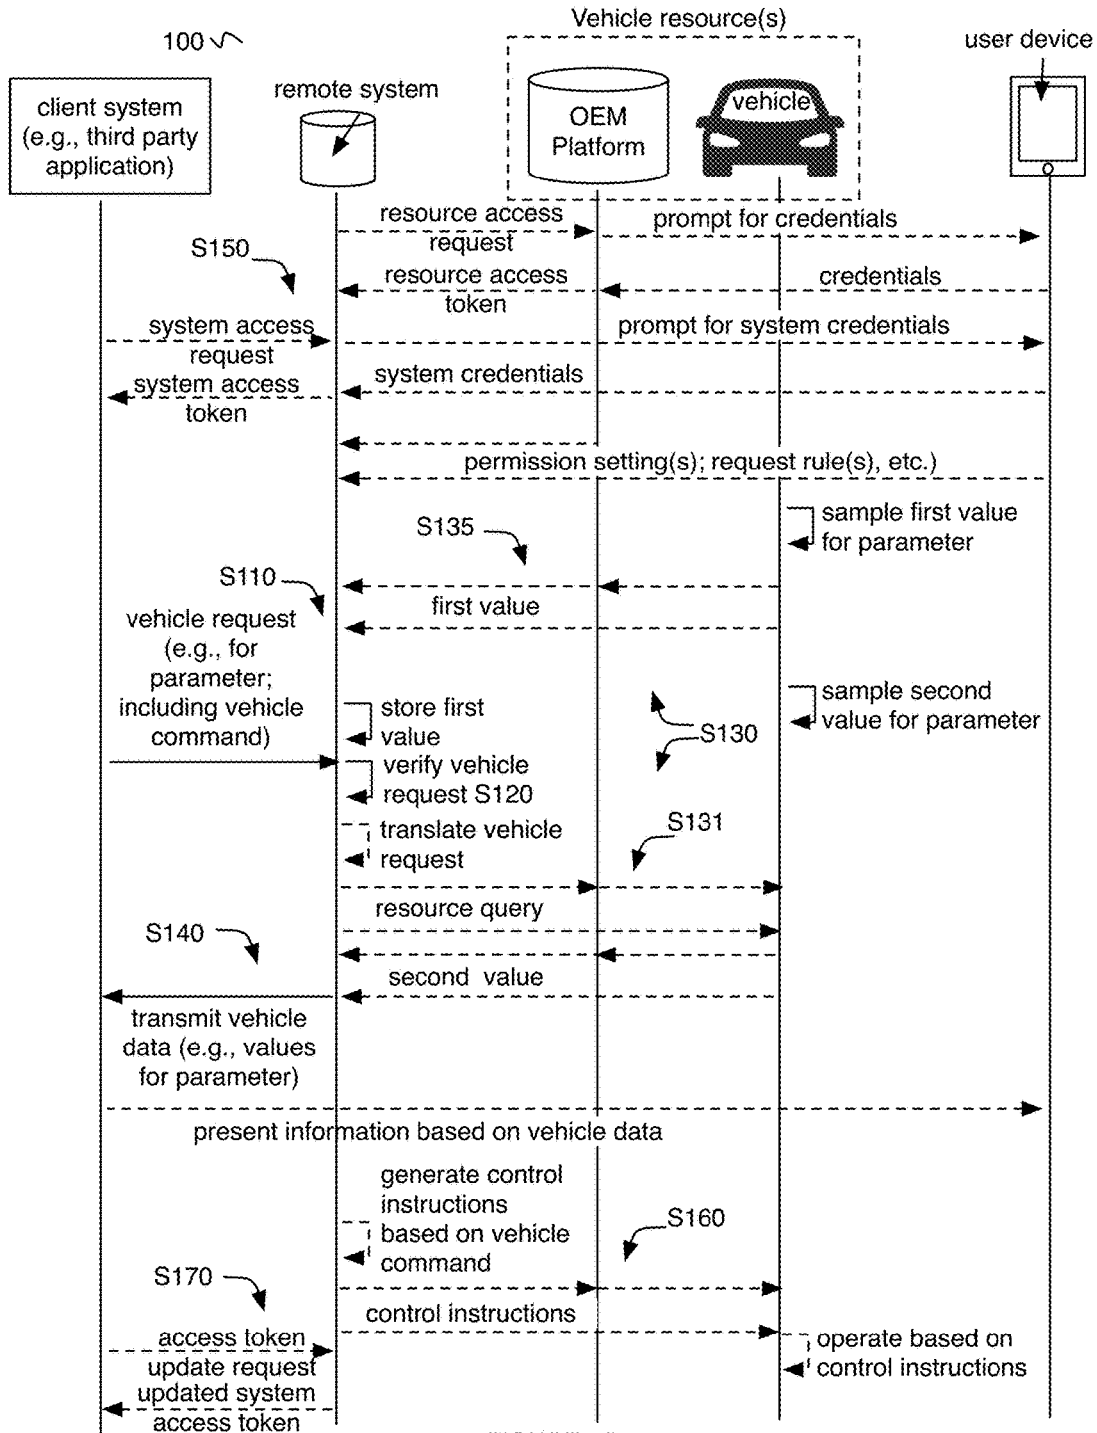 Vehicle resource(s)
100
user device
client system
(e.g., third party
application)
remote system
OEM
Platform
vehicle
resource access
request
prompt for credentials
S150
resource access
token
credentials
system access
request
prompt for system credentials
system access
token
system credentials
permission setting(s); request rule(s), etc.)
sample first value
for parameter
S135
S110
first value
vehicle request
(e.g., for
parameter;
including vehicle
command)
sample second
value for parameter
store first
value
S130
verify vehicle
request S120
translate vehicle
request
S131
resource query
S140
second value
transmit vehicle
data (e.g., values
for parameter)
present information based on vehicle data
generate control
instructions
based on vehicle
command
S160
S170
control instructions
access token
update request
operate based on
control instructions
updated system
access token